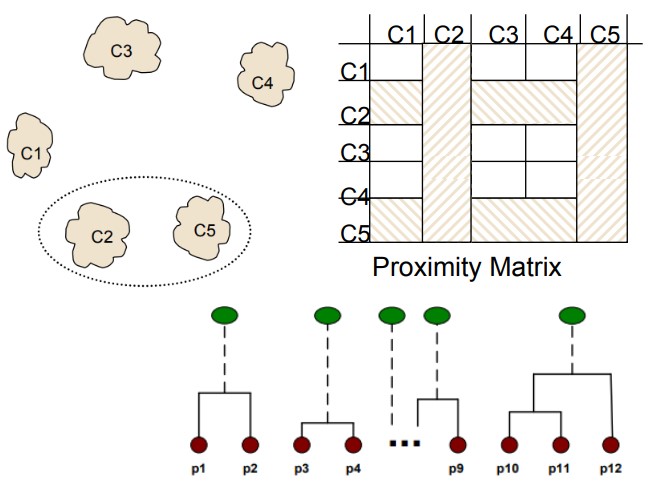 C3
C4
C1
C2
C5
C1 C2 C3 C4 C5
C1
C2
C3
C4
C5
Proximity Matrix
...
p1 p2 p3 p4 p9 p10 p11 p12